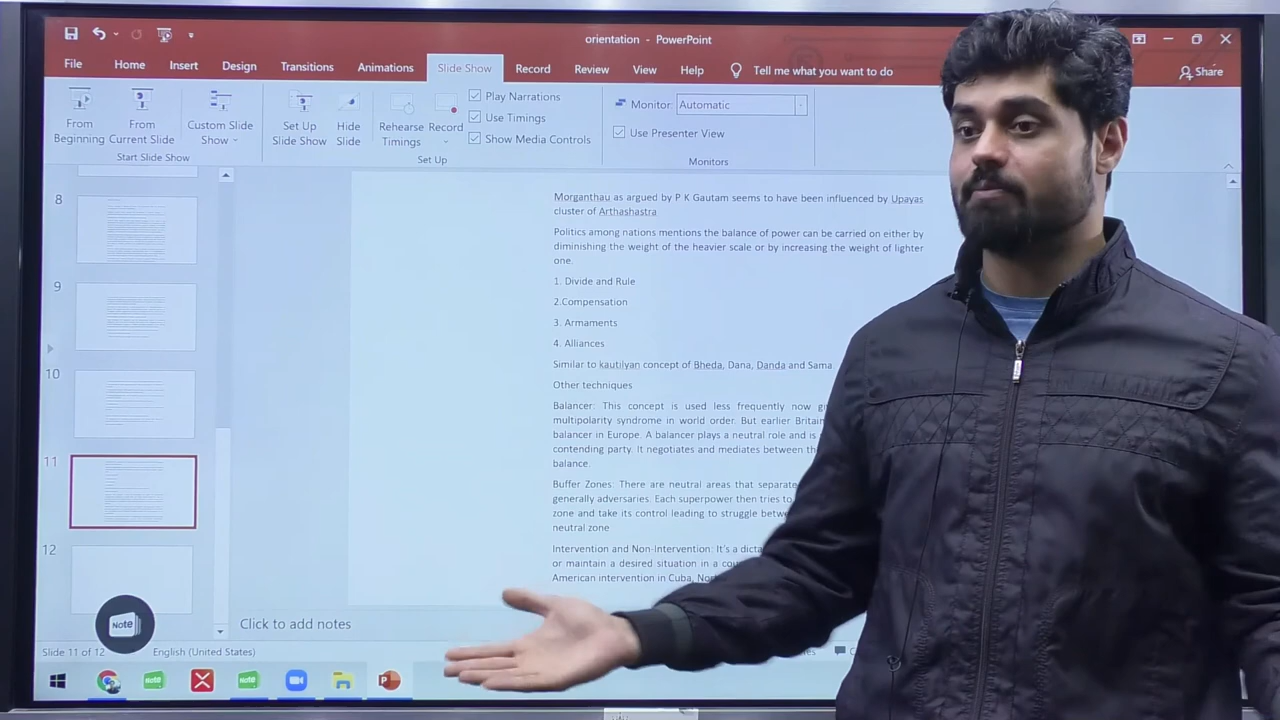 orientation - PowerPoint
File Home Insert Design Transitions Animations Slide Show Record Review View Help Tell me what you want to do Share
From Beginning
From Current Slide
Custom Slide Show
Start Slide Show
Set Up Slide Show
Hide Slide
Rehearse Timings
Record
Play Narrations
Use Timings
Show Media Controls
Set Up
Monitor: Automatic
Use Presenter View
Monitors
8
9
10
11
12
Morganthau as argued by P K Gautam seems to have been influenced by Upayas
cluster of Arthashastra
Politics among nations mentions the balance of power can be carried on either by
diminishing the weight of the heavier scale or by increasing the weight of lighter
one.
1. Divide and Rule
2.Compensation
3. Armaments
4. Alliances
Similar to kautilyan concept of Bheda, Dana, Danda and Sama
Other techniques
Balancer: This concept is used less frequently now
multipolarity syndrome in world order. But earlier Britain
balancer in Europe. A balancer plays a neutral role and is
contending party. It negotiates and mediates between
balance.
Buffer Zones: There are neutral areas that separate
generally adversaries. Each superpower then tries to
zone and take its control leading to struggle
neutral zone
Intervention and Non-Intervention: It's a
or maintain a desired situation in a
American intervention in Cuba,
Click to add notes
Note
Slide 11 of 12 English (United States)
note
note